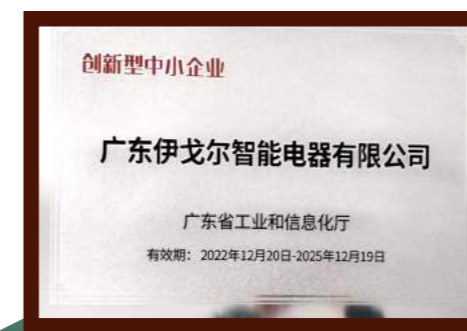 创新型中小企业
广东伊戈尔智能电器有限公司
广东省工业和信息化厅
有效期：2022年12月20日-2025年12月19日